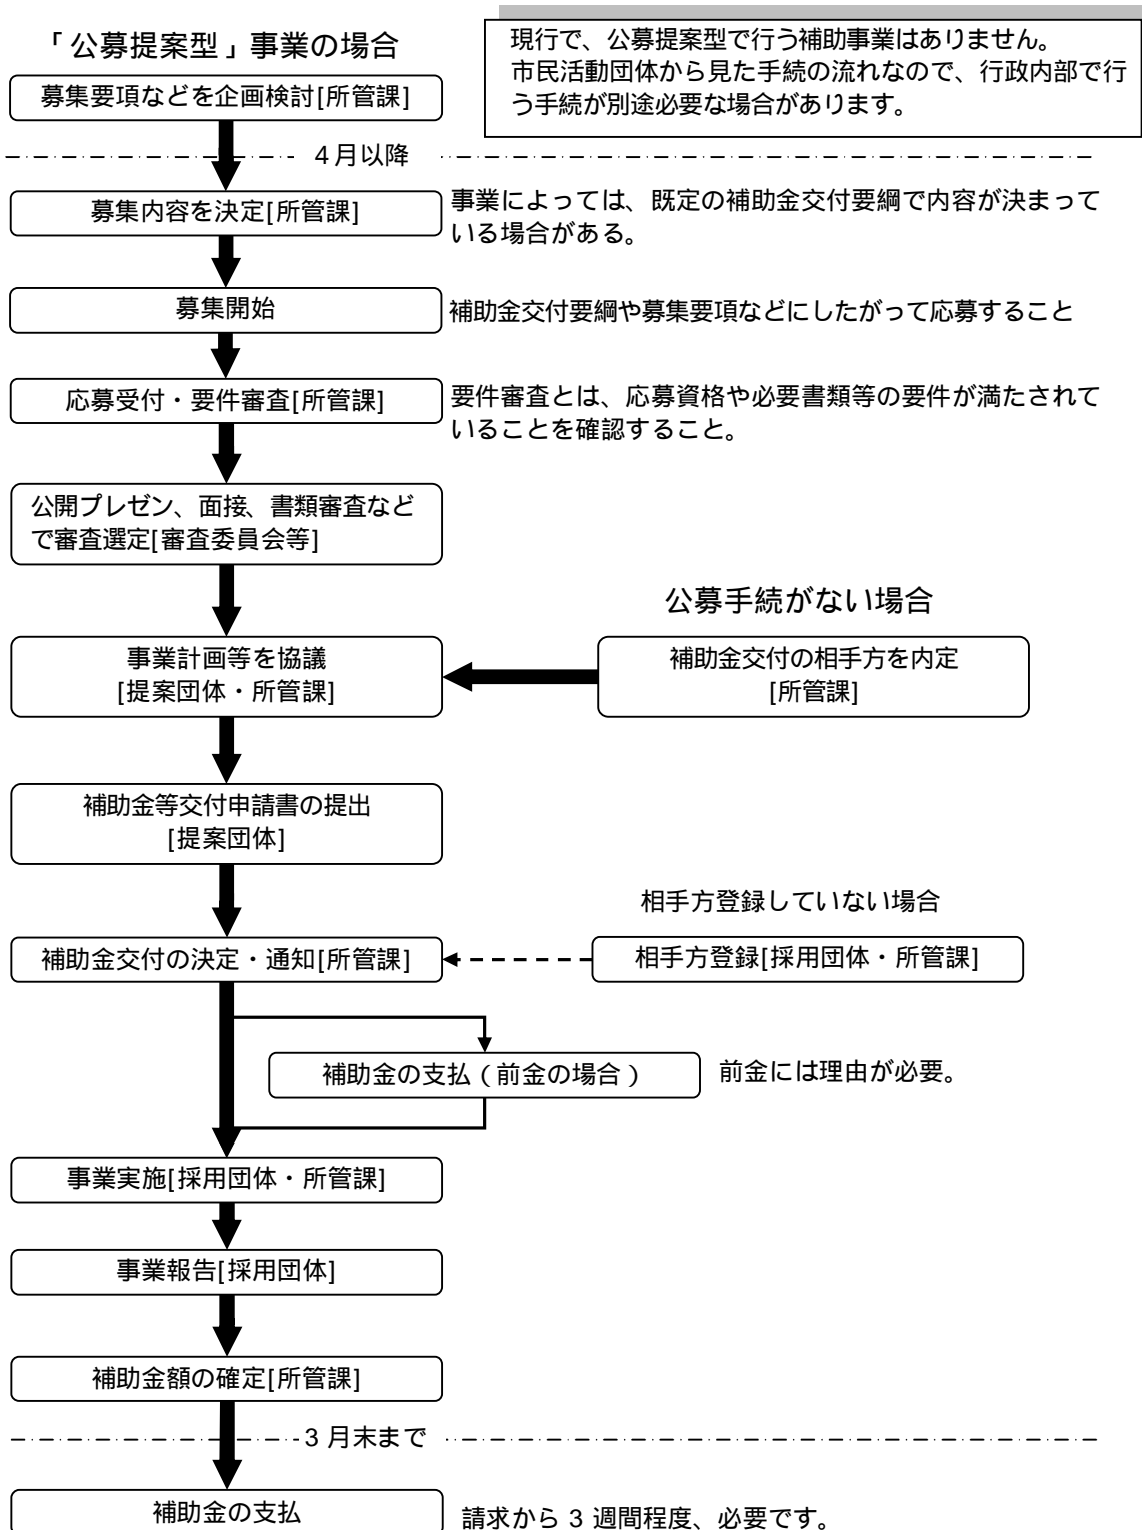 「公募提案型」事業の場合
現行で、公募提案型で行う補助事業はありません。
市民活動団体から見た手続の流れなので、行政内部で行
う手続が別途必要な場合があります。
募集要項などを企画検討[所管課]
4月以降
募集内容を決定[所管課]
事業によっては、既定の補助金交付要綱で内容が決まって
いる場合がある。
募集開始
補助金交付要綱や募集要項などにしたがって応募すること
応募受付・要件審査[所管課]
要件審査とは、応募資格や必要書類等の要件が満たされて
いることを確認すること。
公開プレゼン、面接、書類審査など
で審査選定[審査委員会等]
公募手続がない場合
事業計画等を協議
[提案団体・所管課]
補助金交付の相手方を内定
[所管課]
補助金等交付申請書の提出
[提案団体]
相手方登録していない場合
補助金交付の決定・通知[所管課]
相手方登録[採用団体・所管課]
補助金の支払(前金の場合)
前金には理由が必要。
事業実施[採用団体・所管課]
事業報告[採用団体]
補助金額の確定[所管課]
3月末まで
補助金の支払
請求から 3 週間程度、必要です。